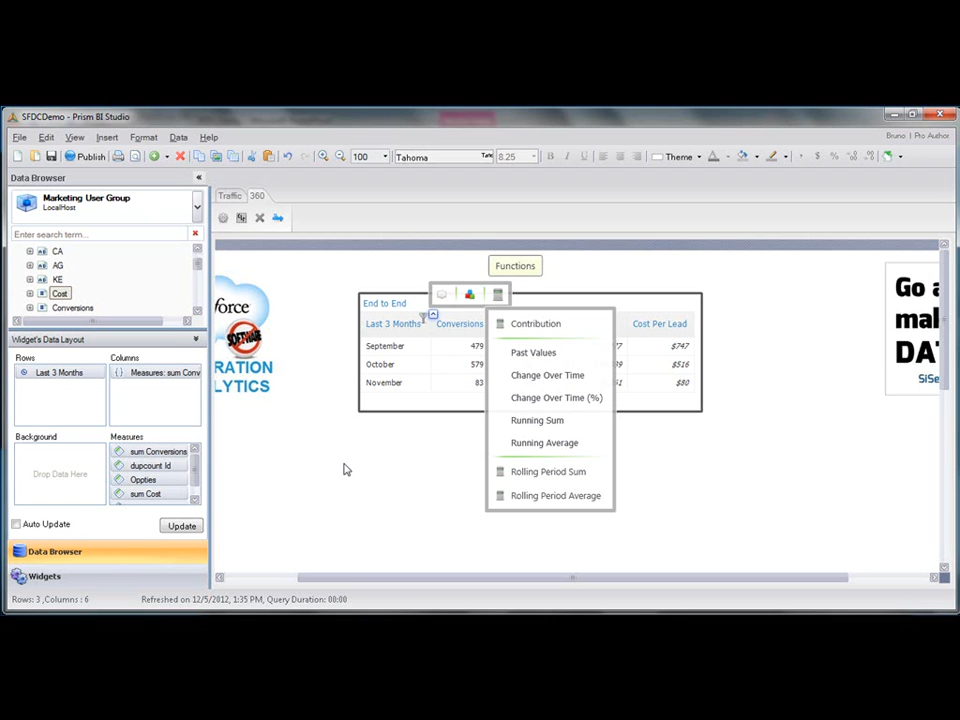 SFDCDemo - Prism BI Studio
File Edit View Insert Format Data Help
Bruno | Pro Author
Publish 100 Tahoma 8.25 B I U Theme A $ %
Data Browser «
Marketing User Group
LocalHost
Enter search term...
CA
AG
KE
Cost
Conversions
Widget's Data Layout
Rows Columns
Last 3 Months
{ } Measures: sum Conv
Background Measures
Drop Data Here
sum Conversions
dupcount Id
Oppties
sum Cost
Auto Update Update
Data Browser
Widgets
Rows: 3 ,Columns : 6 Refreshed on 12/5/2012, 1:35 PM, Query Duration: 00:00
Traffic 360
Functions
force
SOFTWARE
RATION
LYTICS
End to End
Last 3 Months Conversions Cost Per Lead
September 479 $747
October 579 $516
November 83 $80
Contribution
Past Values
Change Over Time
Change Over Time (%)
Running Sum
Running Average
Rolling Period Sum
Rolling Period Average
Go a
mal
DA
SiSe